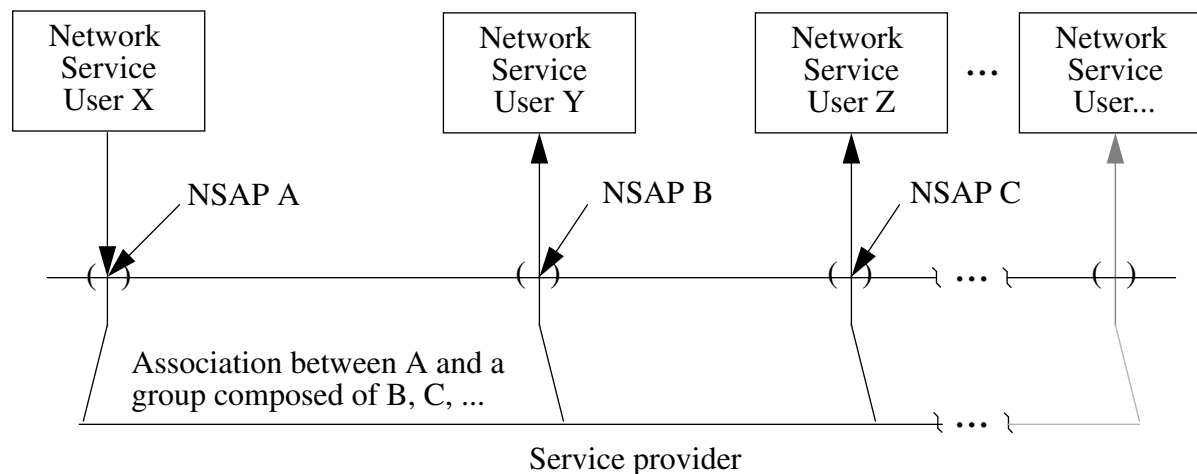 Network
Service
User X
Network
Service
User Y
Network
Service
User Z
...
Network
Service
User...
NSAP A
NSAP B
NSAP C
( )
( )
( )
...
( )
Association between A and a
group composed of B, C, ...
...
Service provider